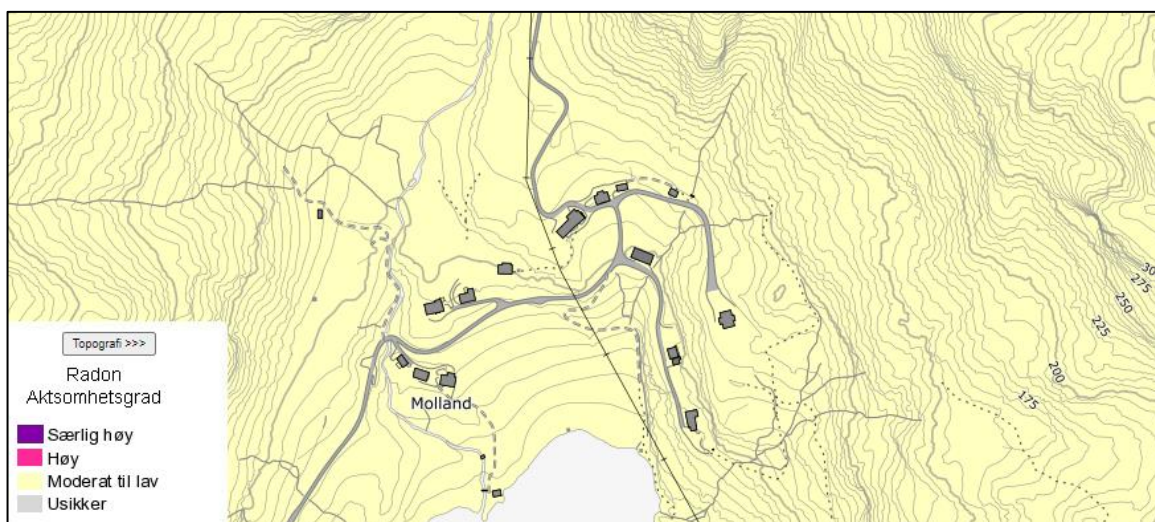 Topografi >>>
Radon
Aktsomhetsgrad
Særlig høy
Høy
Moderat til lav
Usikker
Molland
275
250
225
200
175